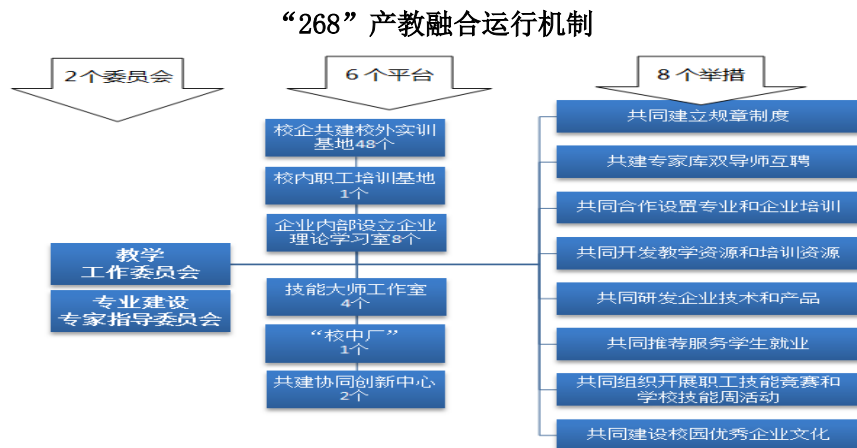 “268”产教融合运行机制
2个委员会
6个平台
8个举措
教学
工作委员会
专业建设
专家指导委员会
校企共建校外实训
基地48个
校内职工培训基地
1个
企业内部设立企业
理论学习室8个
技能大师工作室
4个
“校中厂”
1个
共建协同创新中心
2个
共同建立规章制度
共建专家库双导师互聘
共同合作设置专业和企业培训
共同开发教学资源和培训资源
共同研发企业技术和产品
共同推荐服务学生就业
共同组织开展职工技能竞赛和
学校技能周活动
共同建设校园优秀企业文化